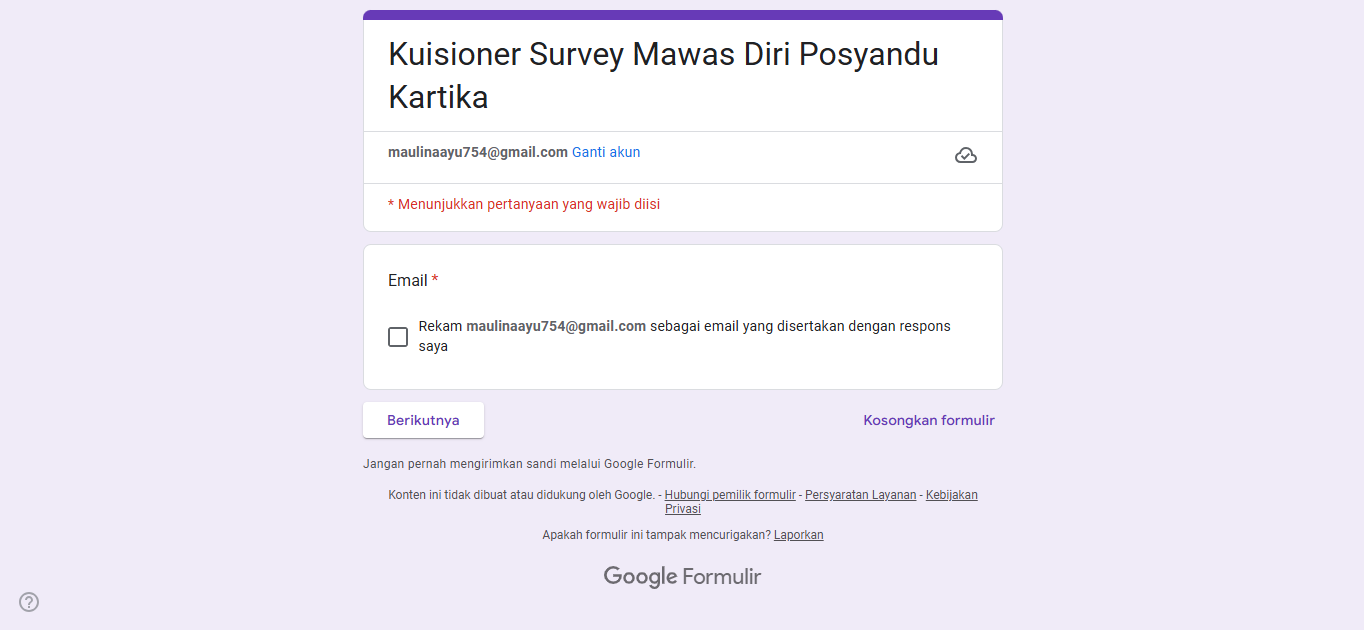 Kuisioner Survey Mawas Diri Posyandu
Kartika
maulinaayu754@gmail.com Ganti akun
* Menunjukkan pertanyaan yang wajib diisi
Email *
Rekam maulinaayu754@gmail.com sebagai email yang disertakan dengan respons
saya
Berikutnya
Kosongkan formulir
Jangan pernah mengirimkan sandi melalui Google Formulir.
Konten ini tidak dibuat atau didukung oleh Google. - Hubungi pemilik formulir - Persyaratan Layanan - Kebijakan
Privasi
Apakah formulir ini tampak mencurigakan? Laporkan
Google Formulir